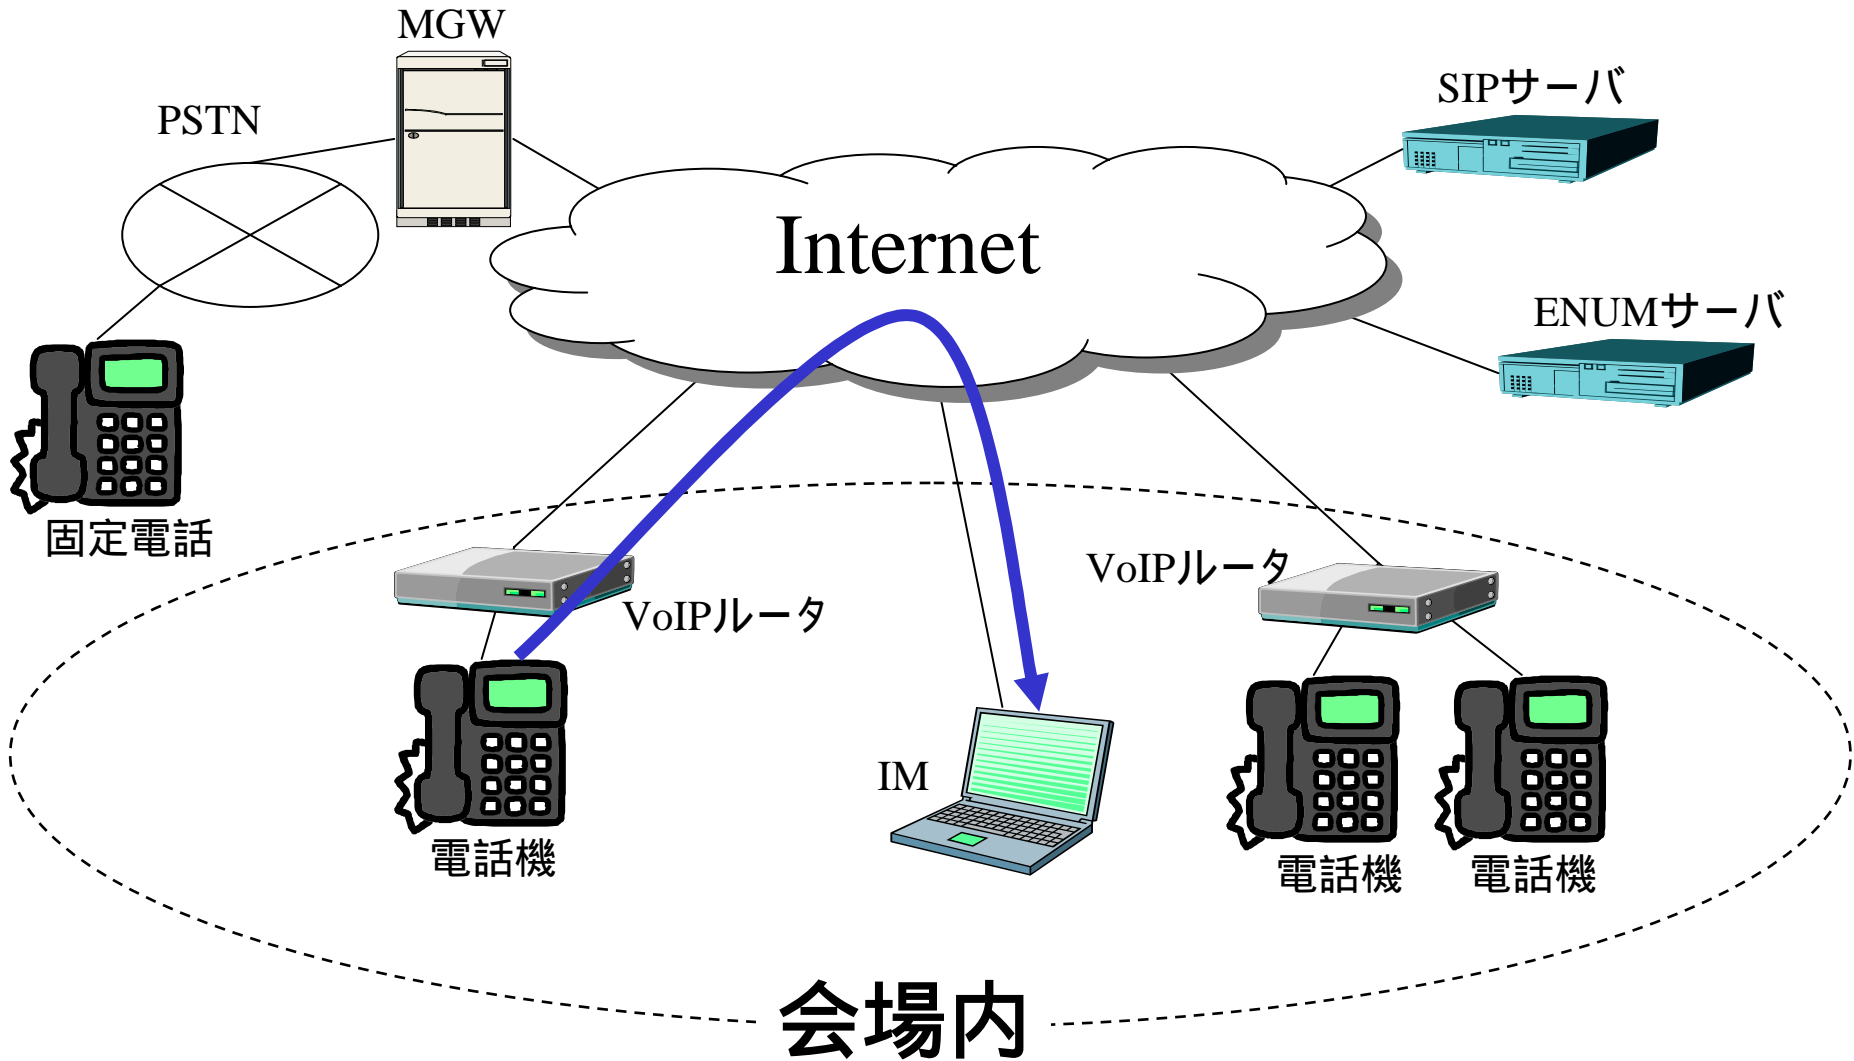 MGW
SIPサーバ
PSTN
Internet
ENUMサーバ
固定電話
VoIPルータ
VoIPルータ
IM
電話機
電話機
電話機
会場内